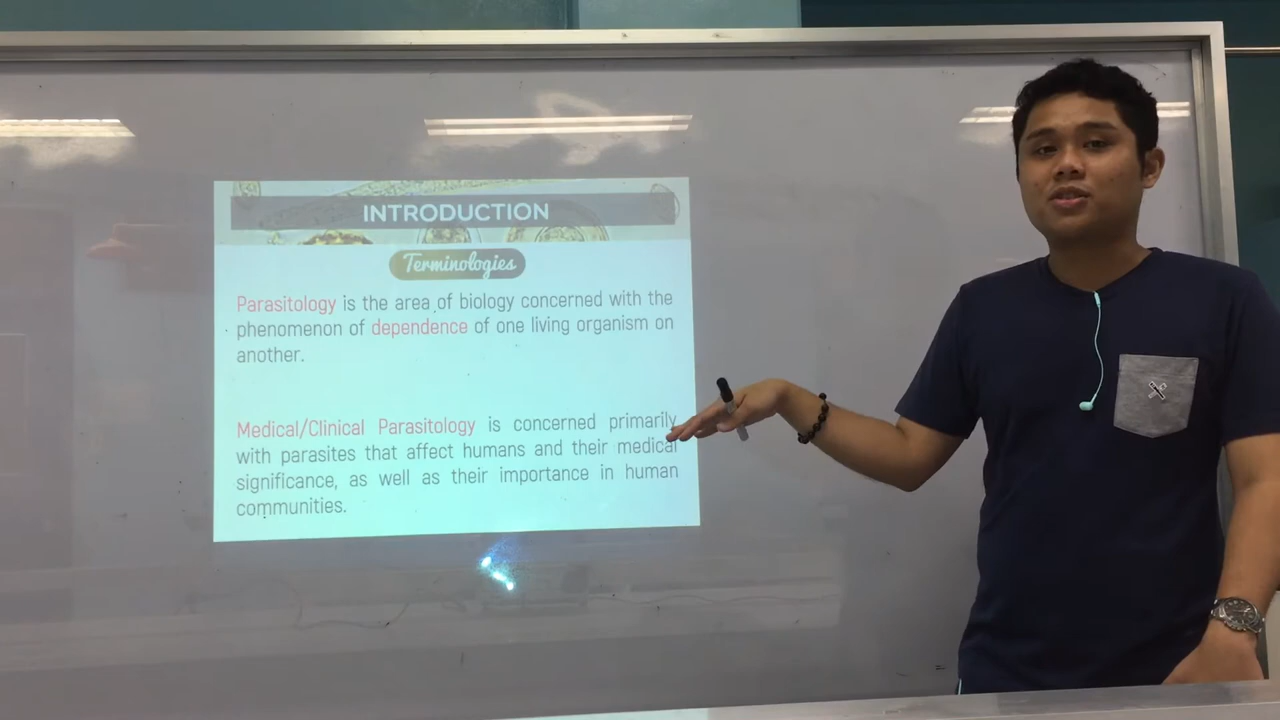 INTRODUCTION
Terminologies
Parasitology is the area of biology concerned with the
phenomenon of dependence of one living organism on
another.
Medical/Clinical Parasitology is concerned primarily
with parasites that affect humans and their medical
significance, as well as their importance in human
communities.